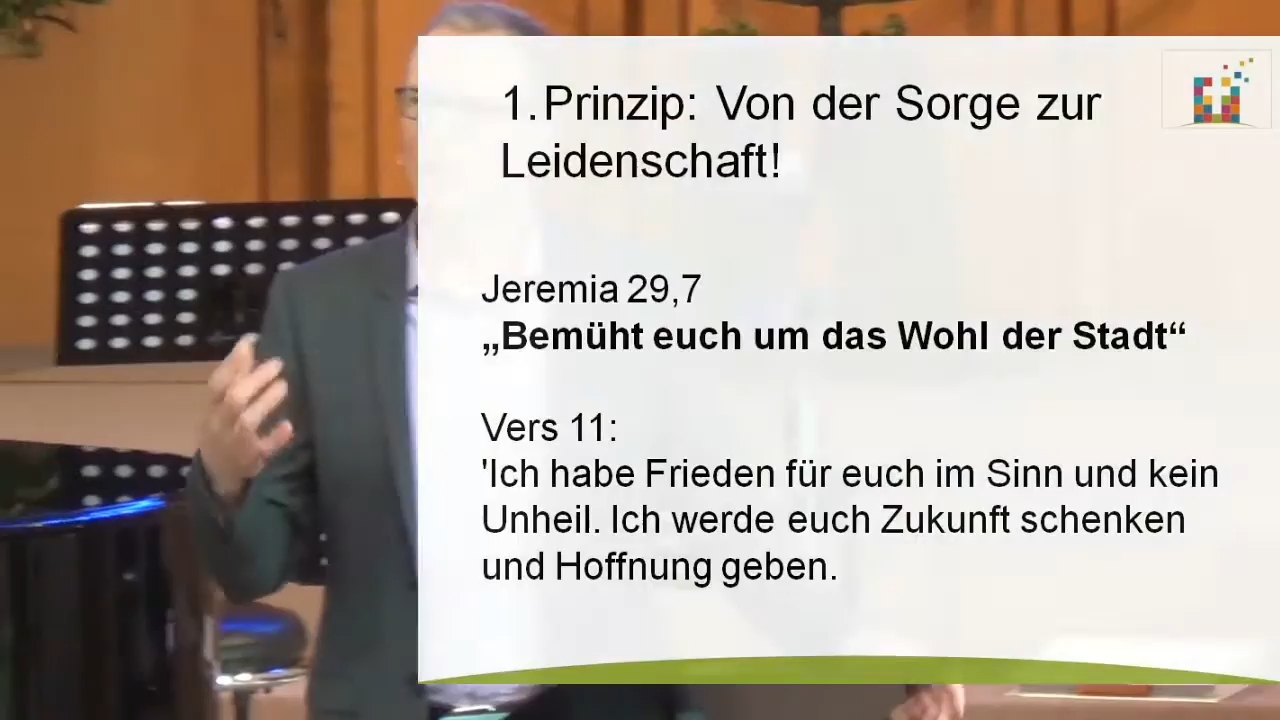 1. Prinzip: Von der Sorge zur
Leidenschaft!
Jeremia 29,7
„Bemüht euch um das Wohl der Stadt“
Vers 11:
'Ich habe Frieden für euch im Sinn und kein
Unheil. Ich werde euch Zukunft schenken
und Hoffnung geben.